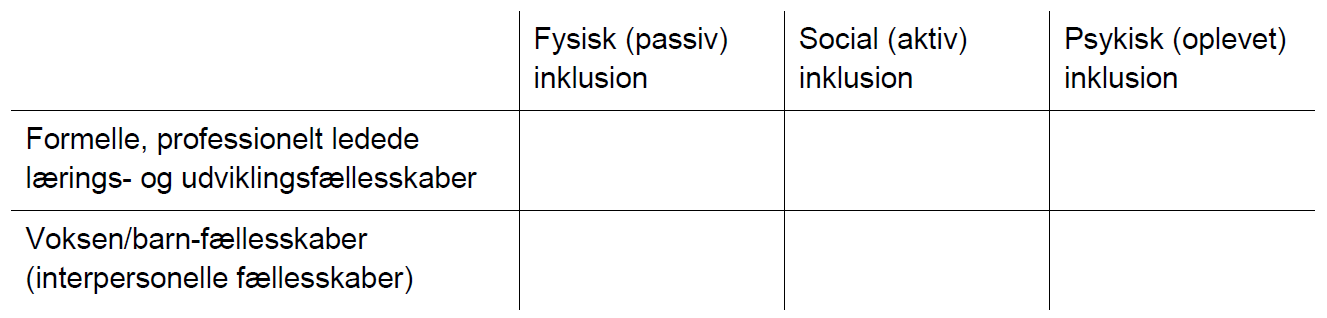 Fysisk (passiv)
inklusion
Social (aktiv)
inklusion
Psykisk (oplevet)
inklusion
Formelle, professionelt ledede
lærings- og udviklingsfællesskaber
Voksen/barn-fællesskaber
(interpersonelle fællesskaber)